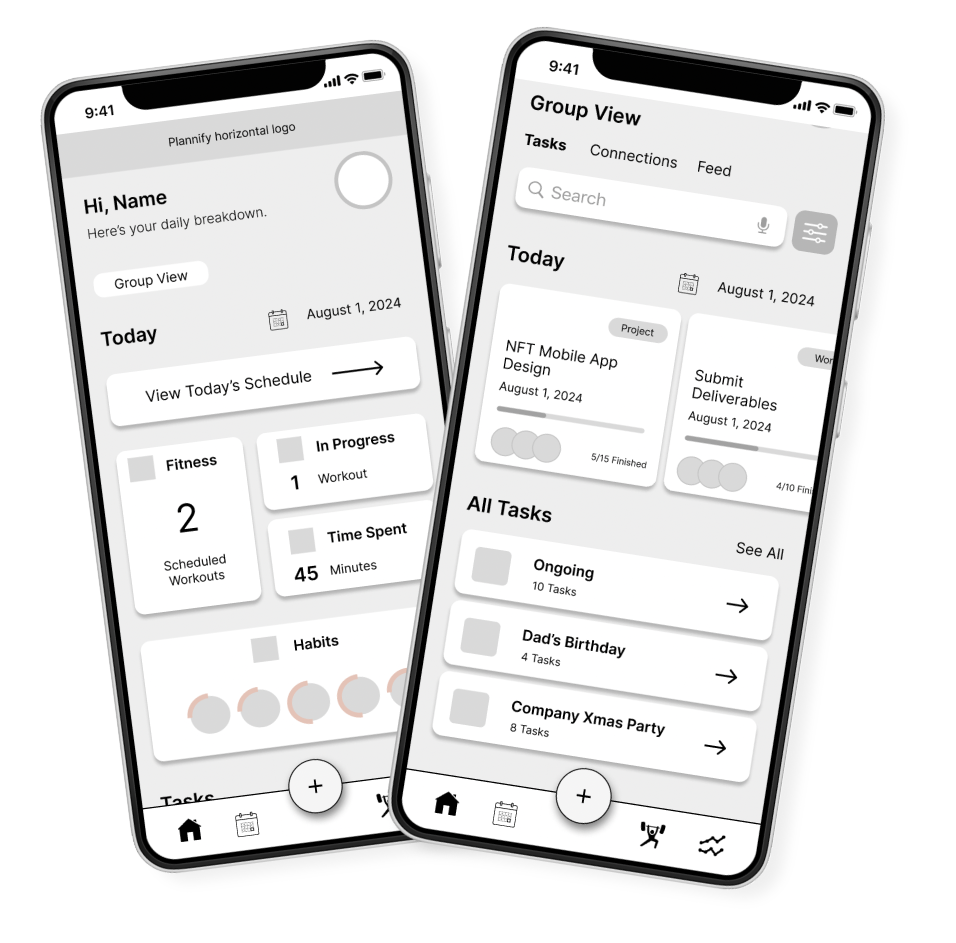 9:41
Plannify horizontal logo
Hi, Name
Here's your daily breakdown.
Group View
Today
August 1, 2024
View Today's Schedule
Fitness
2
Scheduled
Workouts
In Progress
1 Workout
Time Spent
45 Minutes
Habits
Tasks
+
9:41
Group View
Tasks Connections Feed
Search
Today
August 1, 2024
Project
NFT Mobile App
Design
August 1, 2024
5/15 Finished
Wor
Submit
Deliverables
August 1, 2024
4/10 Fini
All Tasks
See All
Ongoing
10 Tasks
Dad's Birthday
4 Tasks
Company Xmas Party
8 Tasks
+